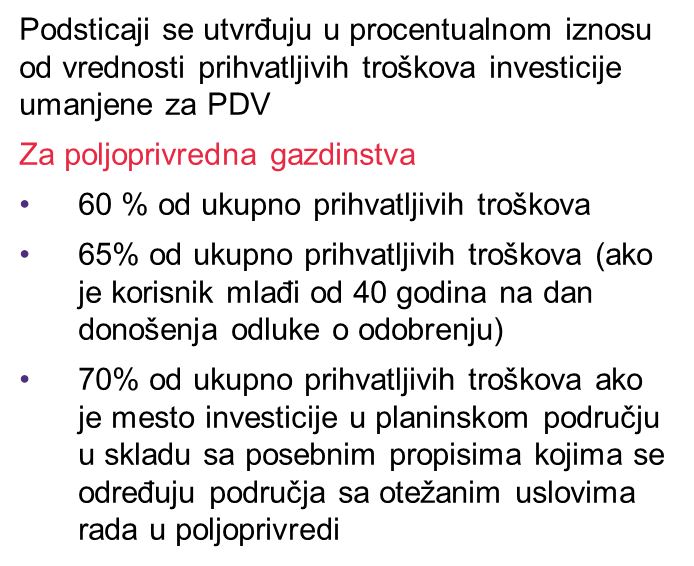 Podsticaji se utvrđuju u procentualnom iznosu
od vrednosti prihvatljivih troškova investicije
umanjene za PDV
Za poljoprivredna gazdinstva
• 60 % od ukupno prihvatljivih troškova
• 65% od ukupno prihvatljivih troškova (ako
je korisnik mlađi od 40 godina na dan
donošenja odluke o odobrenju)
• 70% od ukupno prihvatljivih troškova ako
je mesto investicije u planinskom području
u skladu sa posebnim propisima kojima se
određuju područja sa otežanim uslovima
rada u poljoprivredi